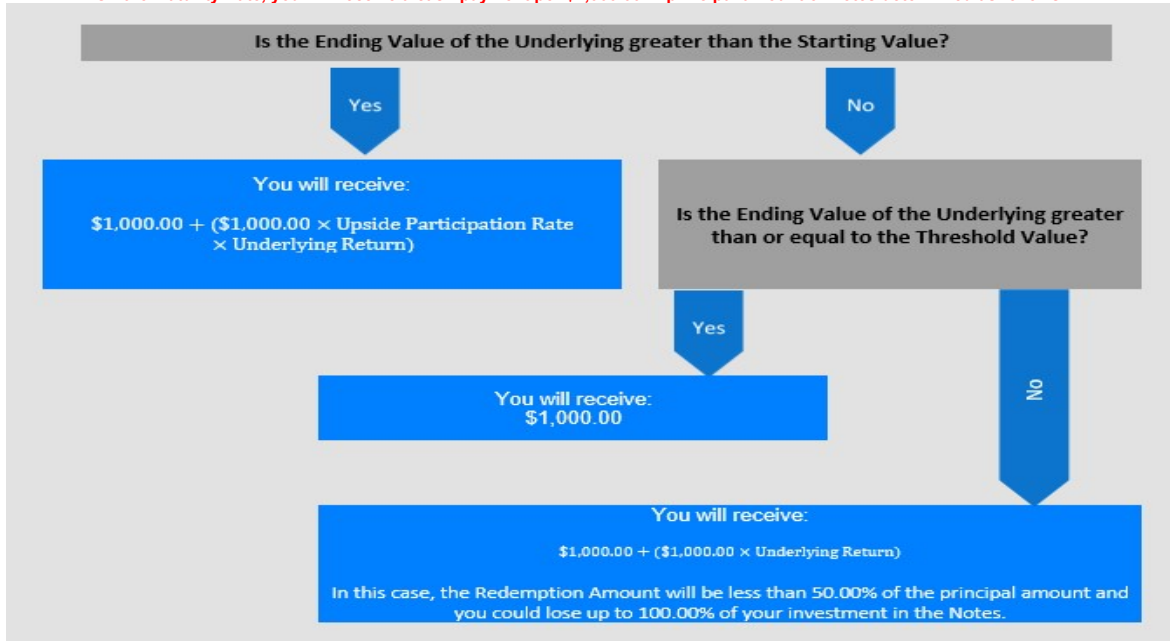 Is the Ending Value of the Underlying greater than the Starting Value?
Yes
No
You will receive:
$1,000.00 + ($1,000.00 × Upside Participation Rate
× Underlying Return)
Is the Ending Value of the Underlying greater
than or equal to the Threshold Value?
Yes
No
You will receive:
$1,000.00
You will receive:
$1,000.00 + ($1,000.00 × Underlying Return)
In this case, the Redemption Amount will be less than 50.00% of the principal amount and
you could lose up to 100.00% of your investment in the Notes.